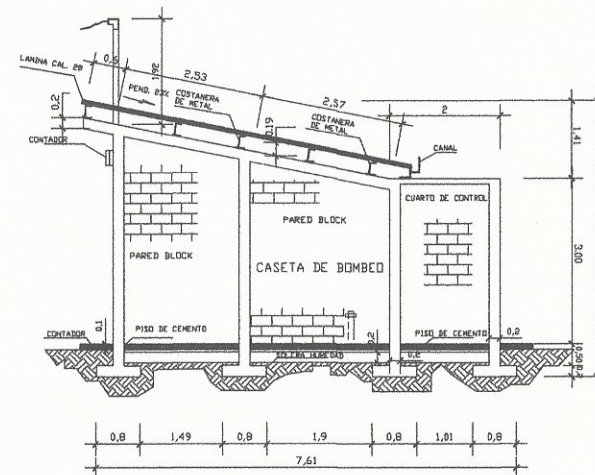 1.92
0,5
LAMINA CAL. 28
2,53
PEND. 20%
COSTANERA
DE METAL
2,57
2
0,2
0,19
COSTANERA
DE METAL
CANAL
1,41
CONTADOR
CUARTO DE CONTROL
PARED BLOCK
PARED BLOCK
CASETA DE BOMBEO
3,00
CONTADOR
0,1
PISO DE CEMENTO
0,2
PISO DE CEMENTO
0,2
SOLERA HUMEDAD
0,2
0,50
0,2
0,8
1,49
0,8
1,9
0,8
1,01
0,8
7,61